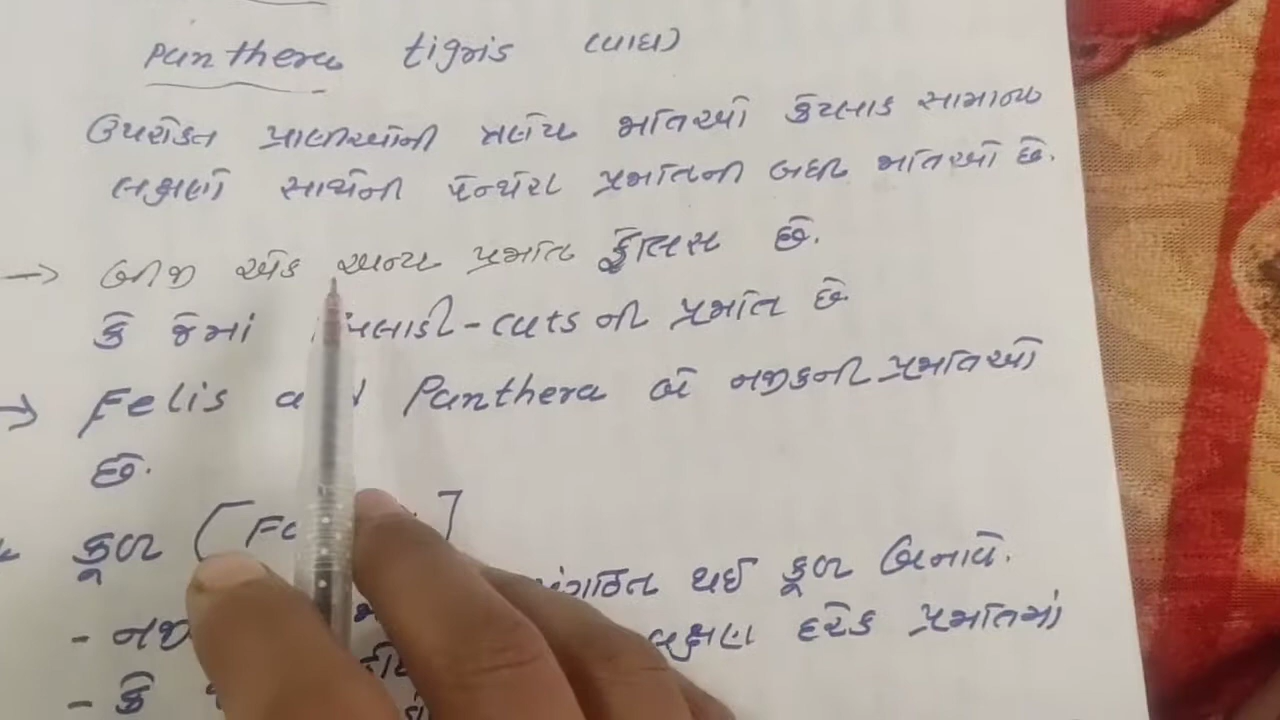 Panthera tigris (વાઘ)
ઉપરોક્ત પ્રાણીઓની ત્રણેય જાતિઓ કેટલાક સામાન્ય
લક્ષણો સાથેની પેન્થેરા પ્રજાતિની બધી જાતિઓ છે.
→ બીજી એક અન્ય પ્રજાતિ ફેલિસ છે.
કે જેમાં બિલાડી-cats ની પ્રજાતિ છે
→ Felis and Panthera બે નજીકની પ્રજાતિઓ
છે.
કૂળ [
સંગઠિત થઈ કૂળ બનાવે.
- લક્ષણ દરેક પ્રજાતિમાં
- કે